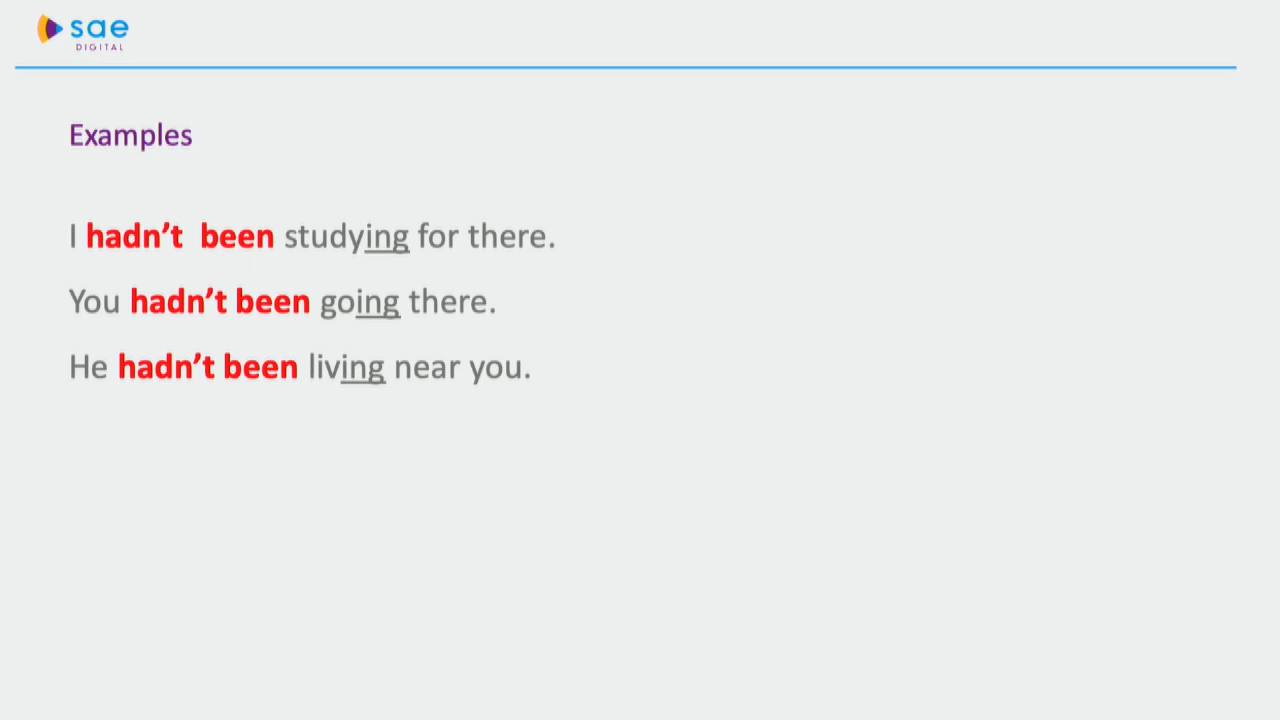 sae
DIGITAL
Examples
I hadn’t  been studying for there.
You hadn’t been going there.
He hadn’t been living near you.